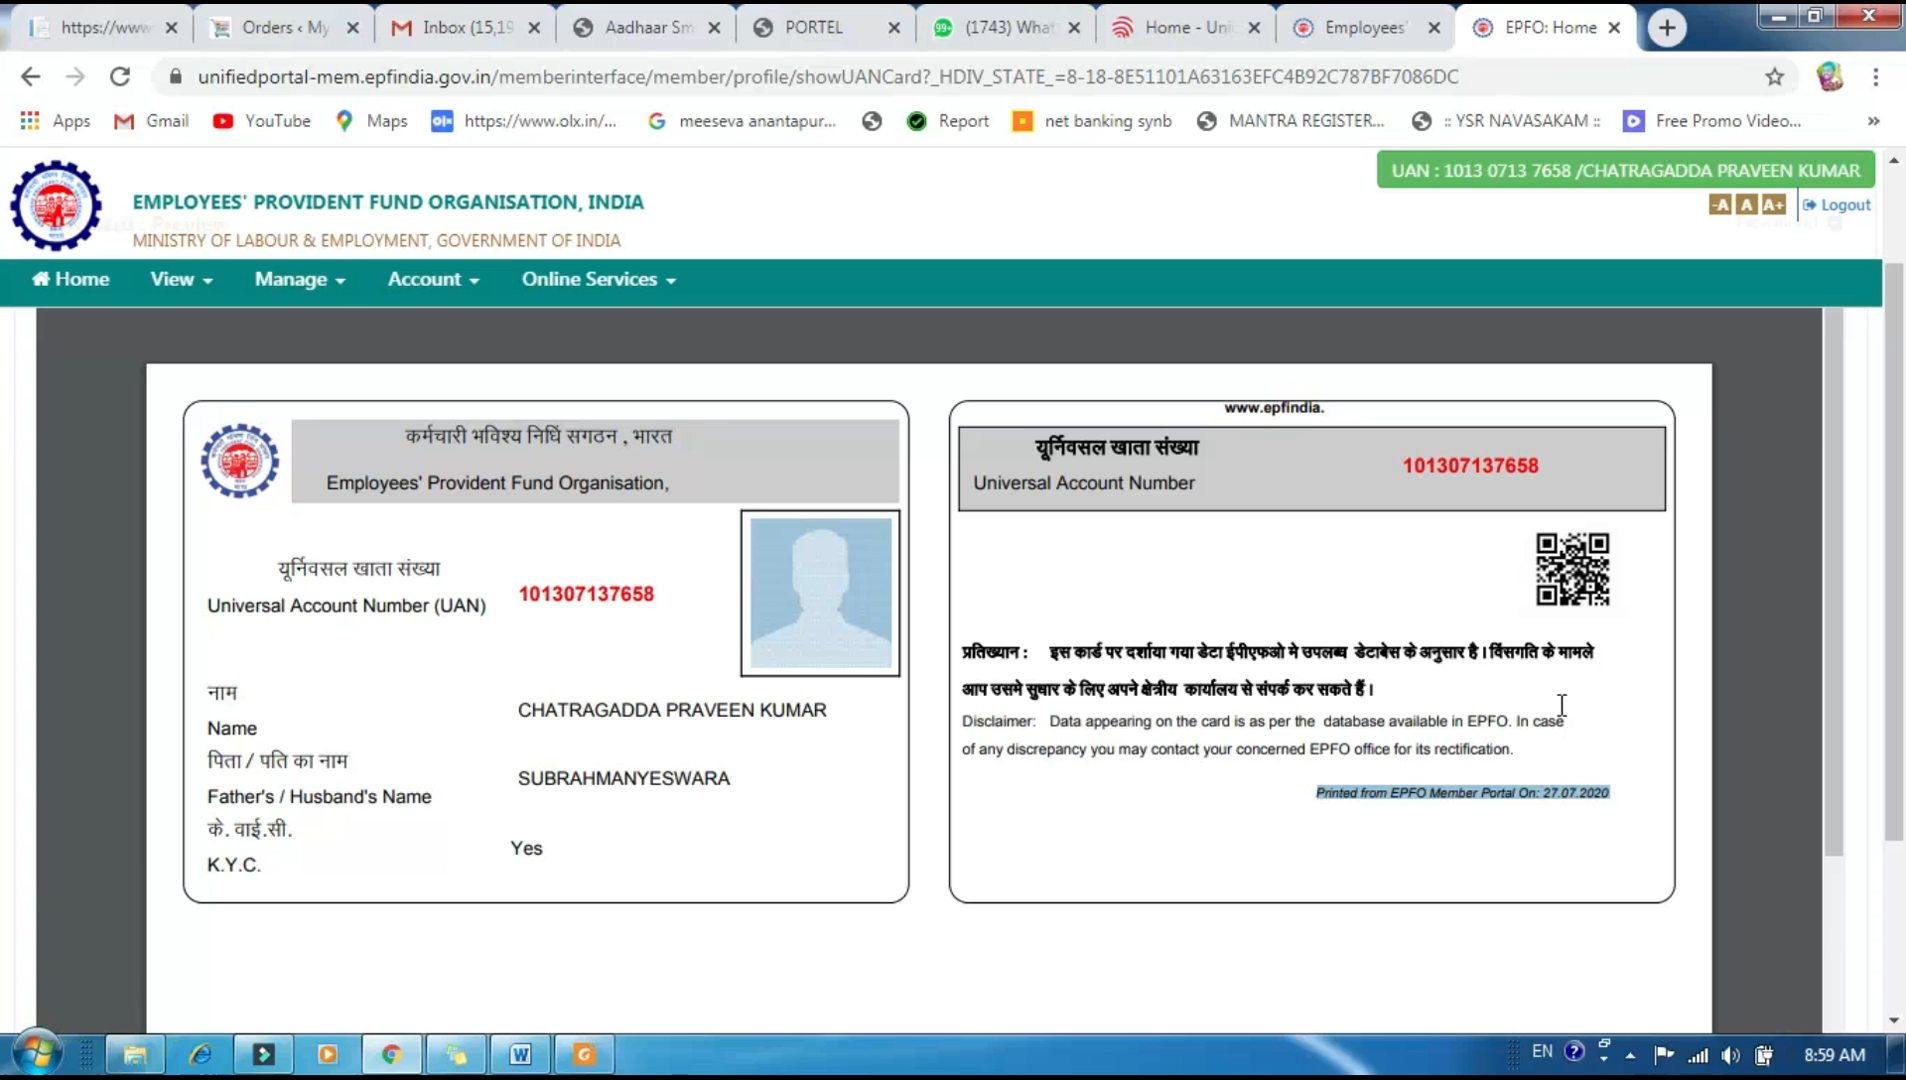 https://www
Orders ‹ My
Inbox (15,19
Aadhaar Sm
PORTEL
99+ (1743) What
Home - Uni
Employees'
EPFO: Home
unifiedportal-mem.epfindia.gov.in/memberinterface/member/profile/showUANCard?_HDIV_STATE_=8-18-8E51101A63163EFC4B92C787BF7086DC
Apps
Gmail
YouTube
Maps
olx https://www.olx.in/...
meeseva anantapur...
Report
net banking synb
MANTRA REGISTER...
:: YSR NAVASAKAM ::
Free Promo Video...
»
UAN : 1013 0713 7658 /CHATRAGADDA PRAVEEN KUMAR
EMPLOYEES' PROVIDENT FUND ORGANISATION, INDIA
-A A A+ Logout
MINISTRY OF LABOUR & EMPLOYMENT, GOVERNMENT OF INDIA
Home View Manage Account Online Services
कर्मचारी भविश्य निधिं सगठन , भारत
Employees' Provident Fund Organisation,
यूर्निवसल खाता संख्या
Universal Account Number (UAN)
101307137658
नाम
Name
CHATRAGADDA PRAVEEN KUMAR
पिता / पति का नाम
Father's / Husband's Name
SUBRAHMANYESWARA
के. वाई.सी.
K.Y.C.
Yes
www.epfindia.
यूर्निवसल खाता संख्या
Universal Account Number
101307137658
प्रतिख्यान : इस कार्ड पर दर्शाया गया डेटा ईपीएफओ मे उपलब्ध डेटाबेस के अनुसार है । विंसगति के मामले
आप उसमे सुधार के लिए अपने क्षेत्रीय कार्यालय से संपर्क कर सकते हैं ।
Disclaimer: Data appearing on the card is as per the database available in EPFO. In case
of any discrepancy you may contact your concerned EPFO office for its rectification.
Printed from EPFO Member Portal On: 27.07.2020
EN
8:59 AM